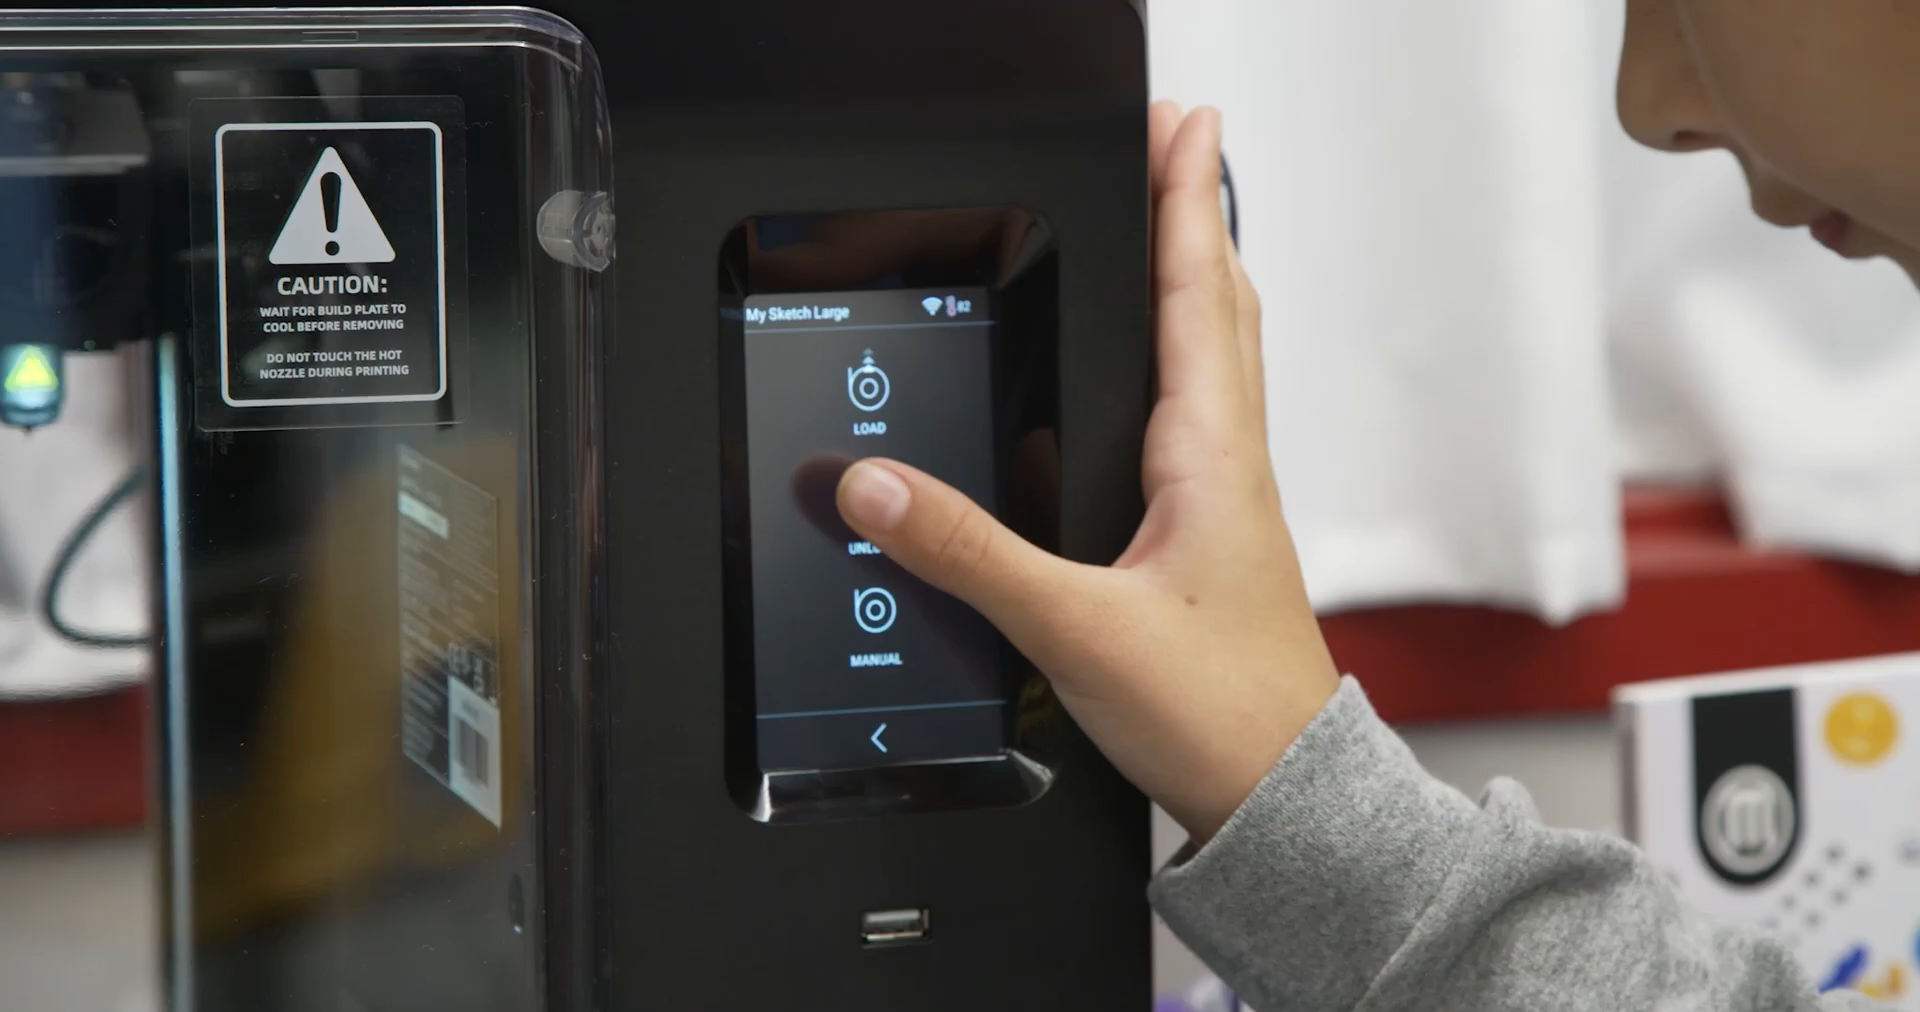 CAUTION:
WAIT FOR BUILD PLATE TO
COOL BEFORE REMOVING
DO NOT TOUCH THE HOT
NOZZLE DURING PRINTING
My Sketch Large
82
LOAD
MANUAL